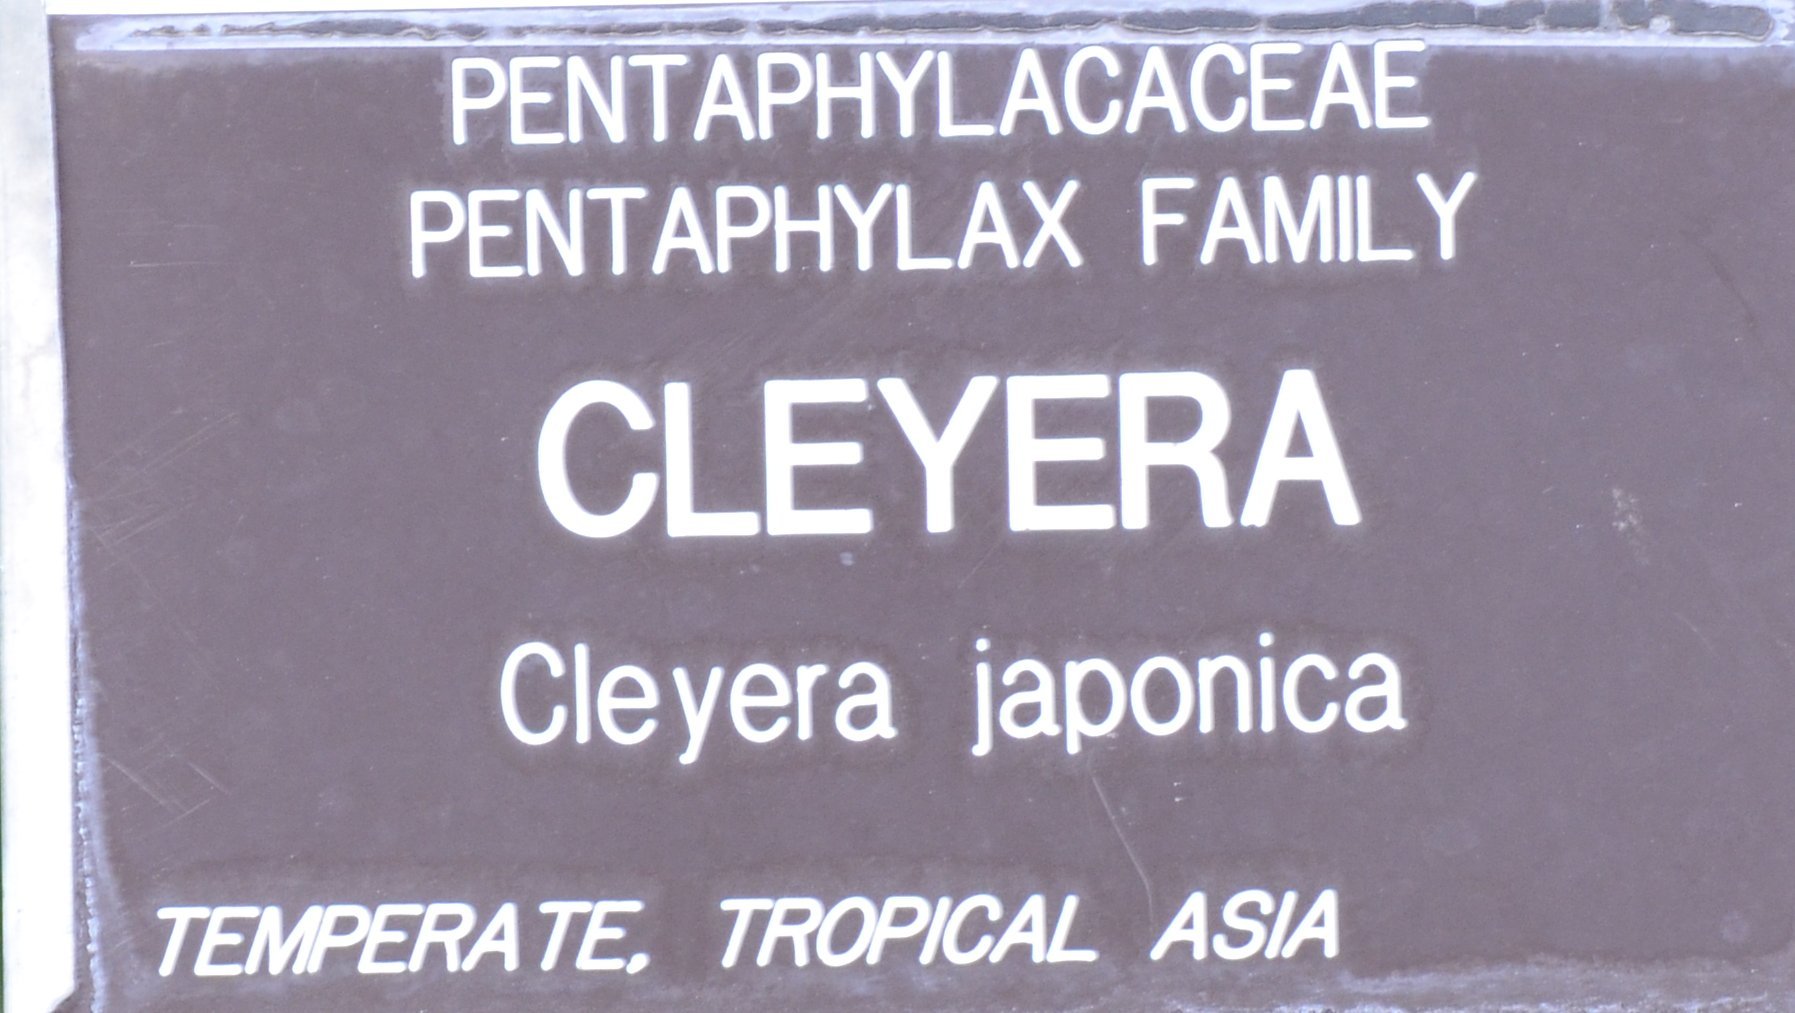 PENTAPHYLACACEAE
PENTAPHYLAX FAMILY
CLEYERA
Cleyera japonica
TEMPERATE, TROPICAL ASIA